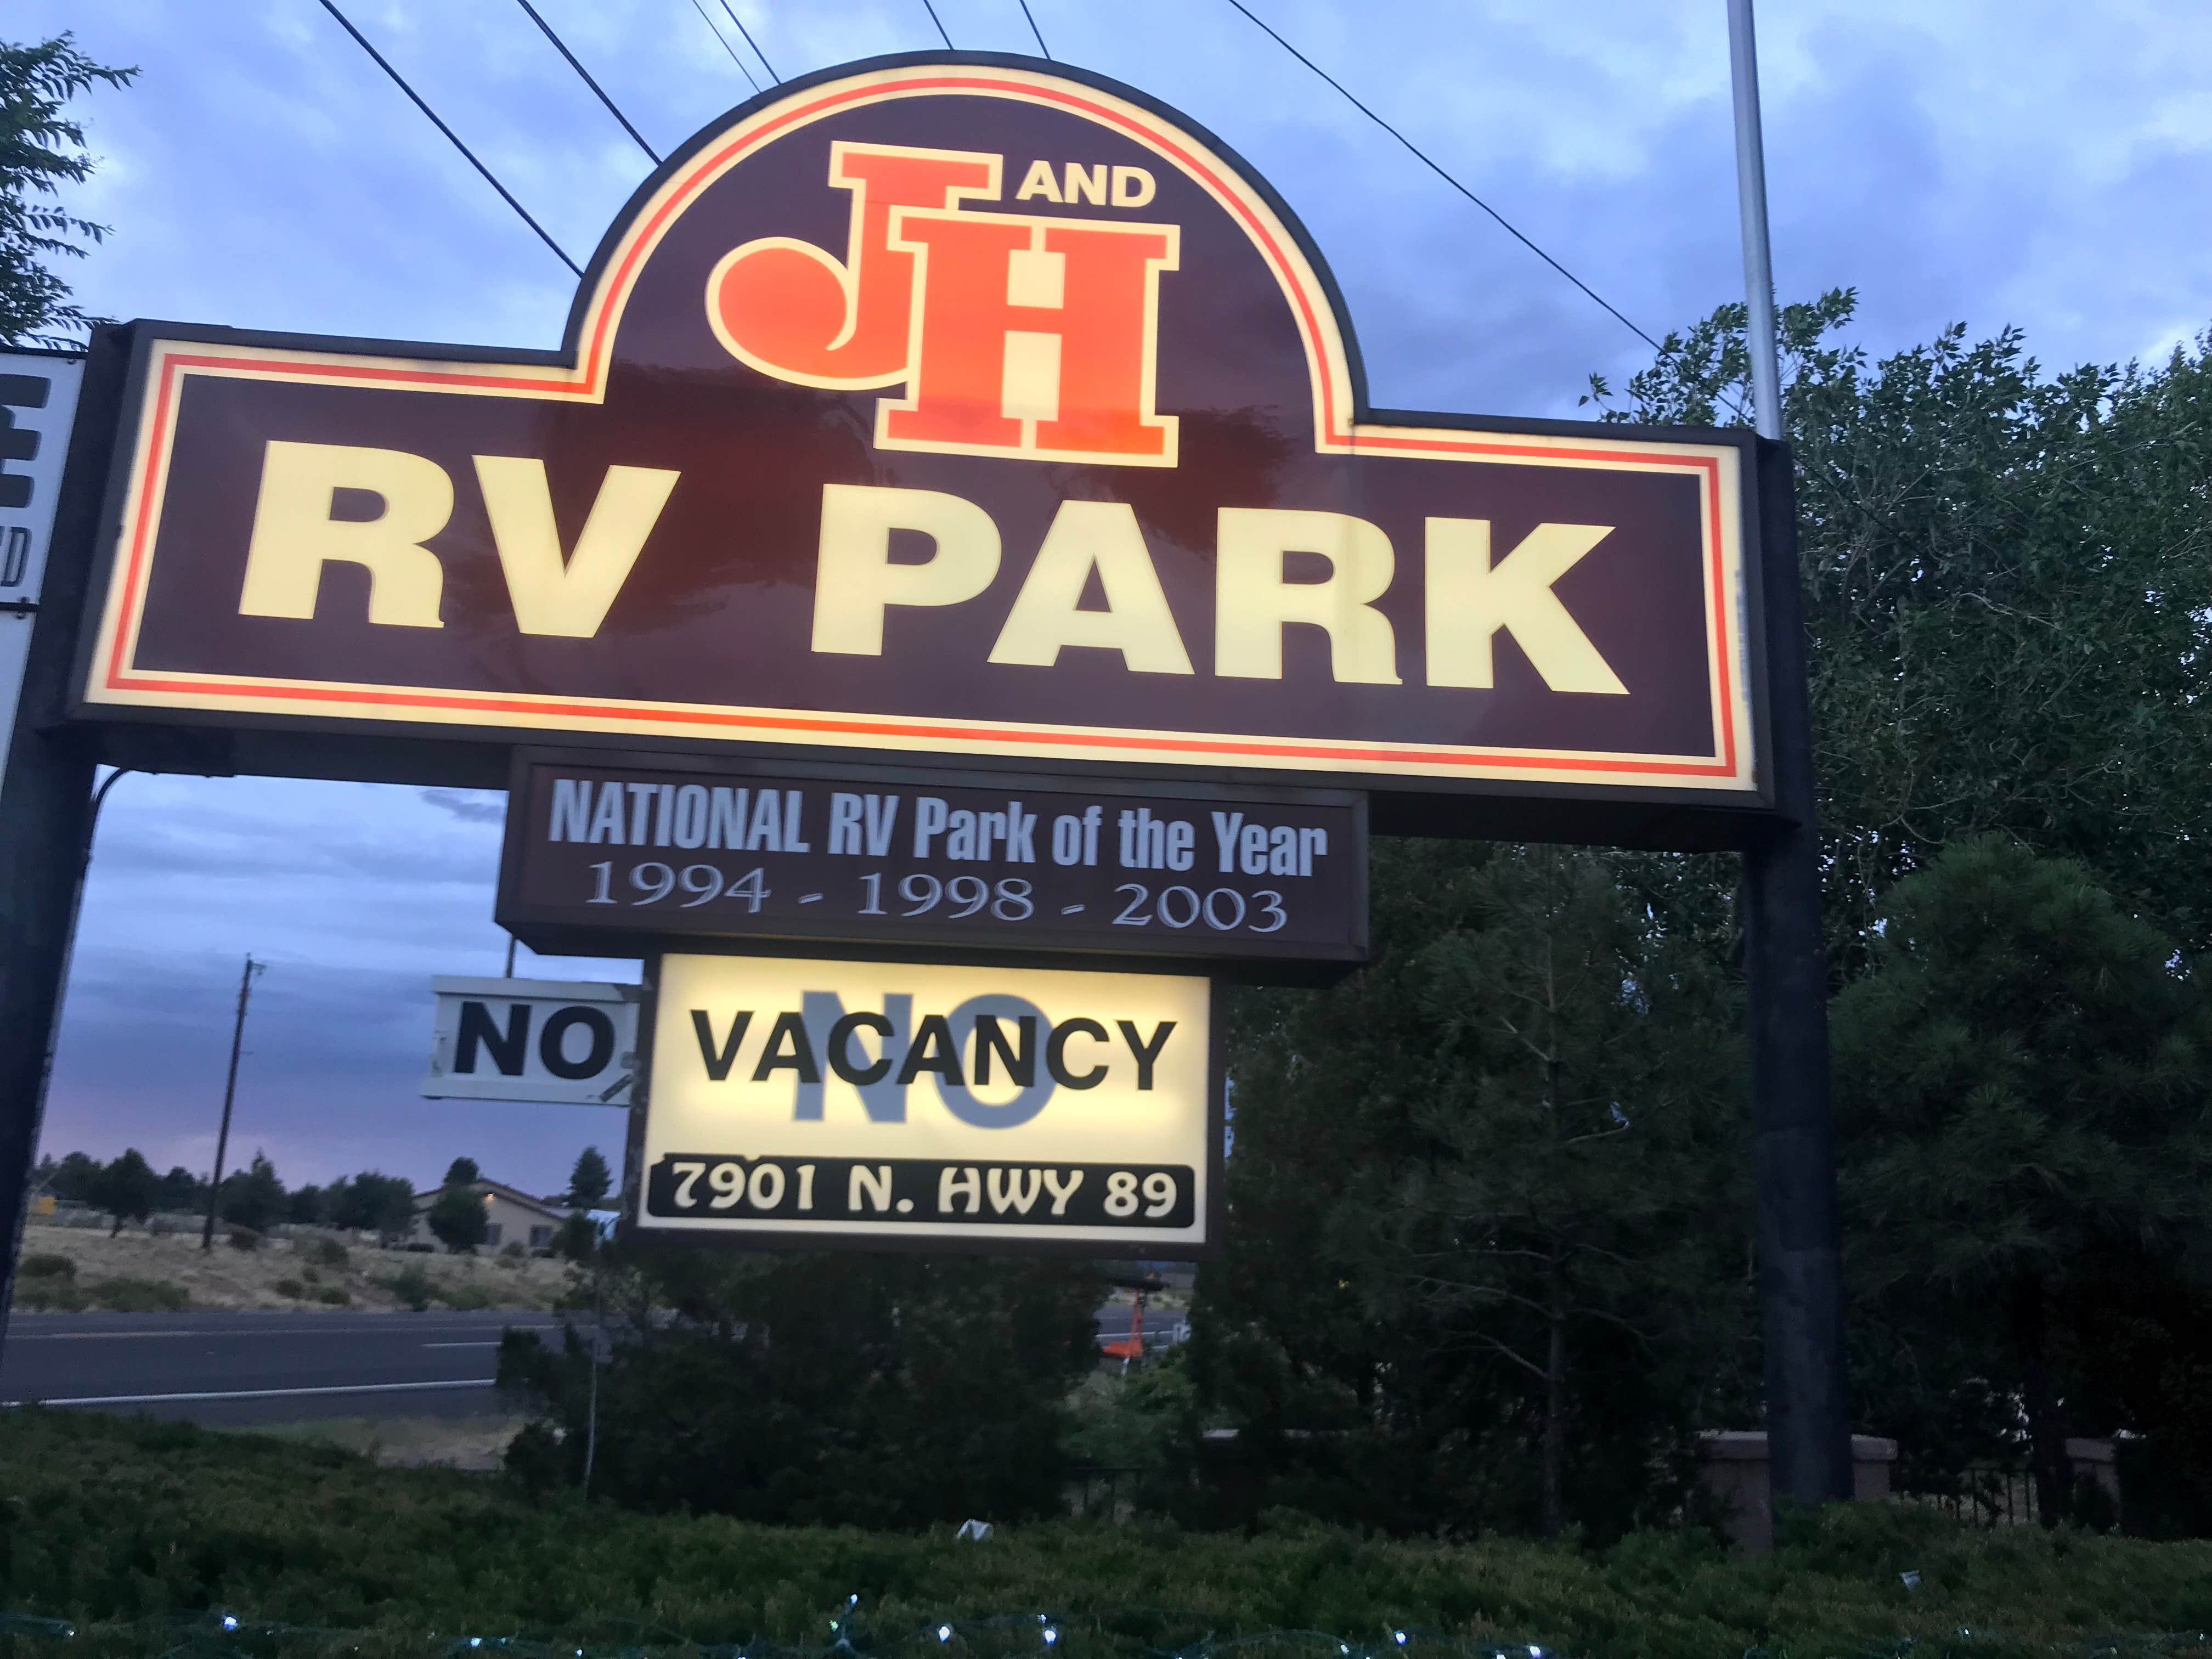 J AND H
RV PARK
NATIONAL RV Park of the Year
1994 - 1998 - 2003
NO
VACANCY
NO
7901 N. HWY 89